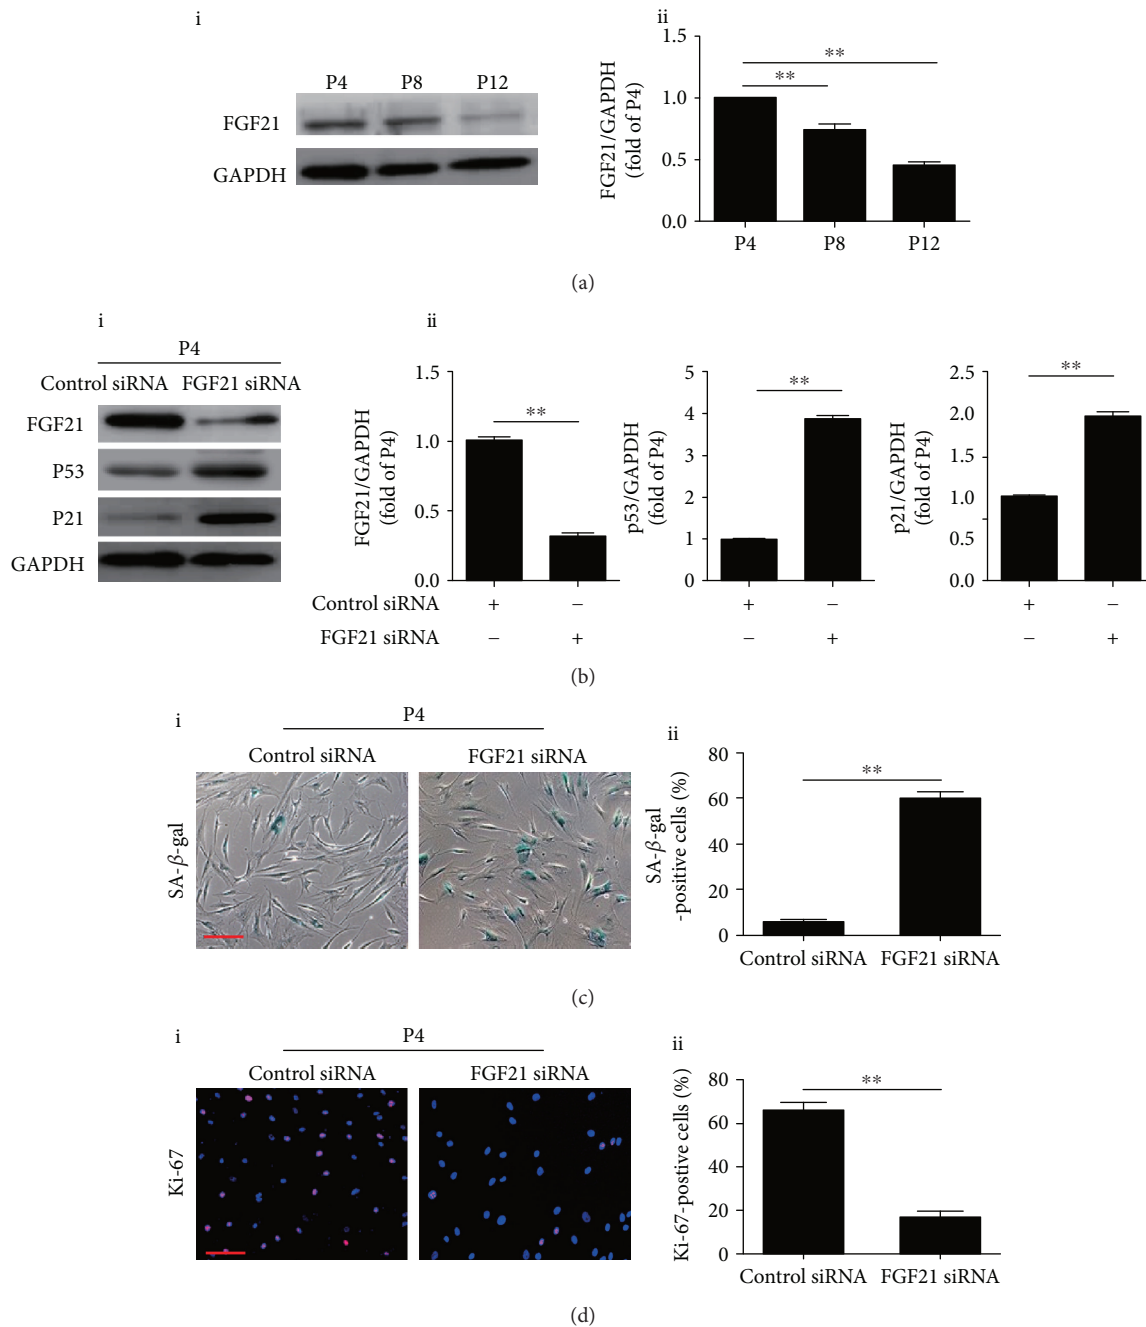 i
P4 P8 P12
FGF21
GAPDH
ii
FGF21/GAPDH
(fold of P4)
1.5
1.0
0.5
0.0
**
**
P4 P8 P12
(a)
i
P4
Control siRNA FGF21 siRNA
FGF21
P53
P21
GAPDH
ii
FGF21/GAPDH
(fold of P4)
1.5
1.0
0.5
0.0
**
p53/GAPDH
(fold of P4)
5
4
3
2
1
0
**
p21/GAPDH
(fold of P4)
2.5
2.0
1.5
1.0
0.5
0.0
**
Control siRNA + − + − + −
FGF21 siRNA − + − + − +
(b)
i
P4
Control siRNA FGF21 siRNA
SA-β-gal
ii
SA-β-gal
-positive cells (%)
80
60
40
20
0
**
Control siRNA FGF21 siRNA
(c)
i
P4
Control siRNA FGF21 siRNA
Ki-67
ii
Ki-67-postive cells (%)
80
60
40
20
0
**
Control siRNA FGF21 siRNA
(d)